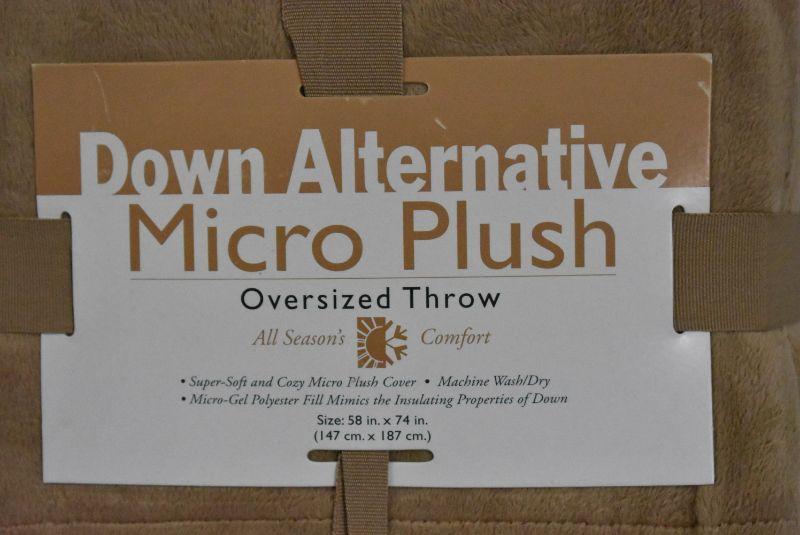 Down Alternative
Micro Plush
Oversized Throw
All Season's Comfort
• Super-Soft and Cozy Micro Plush Cover • Machine Wash/Dry
• Micro-Gel Polyester Fill Mimics the Insulating Properties of Down
Size: 58 in. x 74 in.
(147 cm. x 187 cm.)